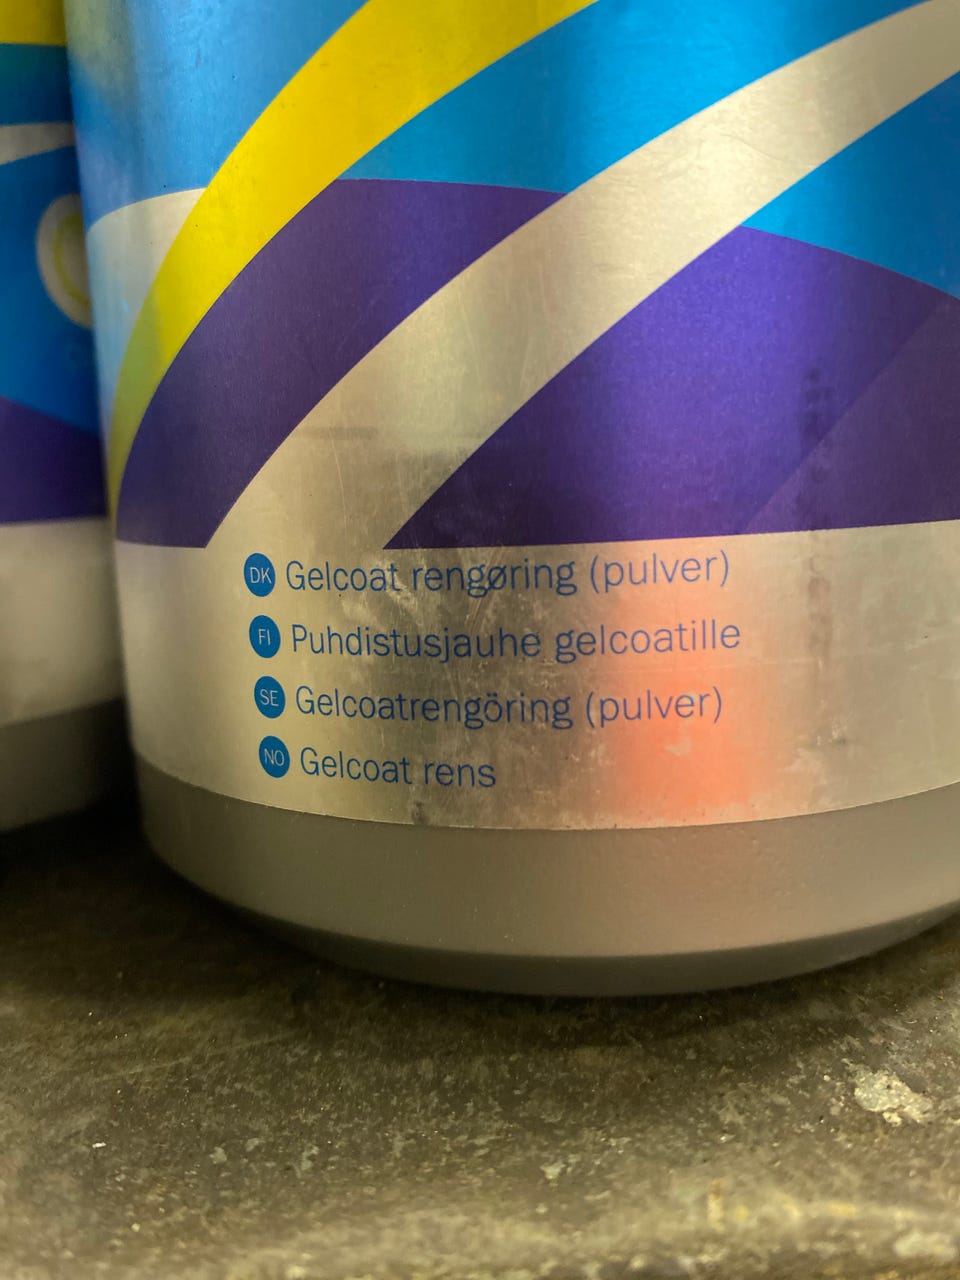 DK Gelcoat rengøring (pulver)
FI Puhdistusjauhe gelcoatille
SE Gelcoatrengöring (pulver)
NO Gelcoat rens